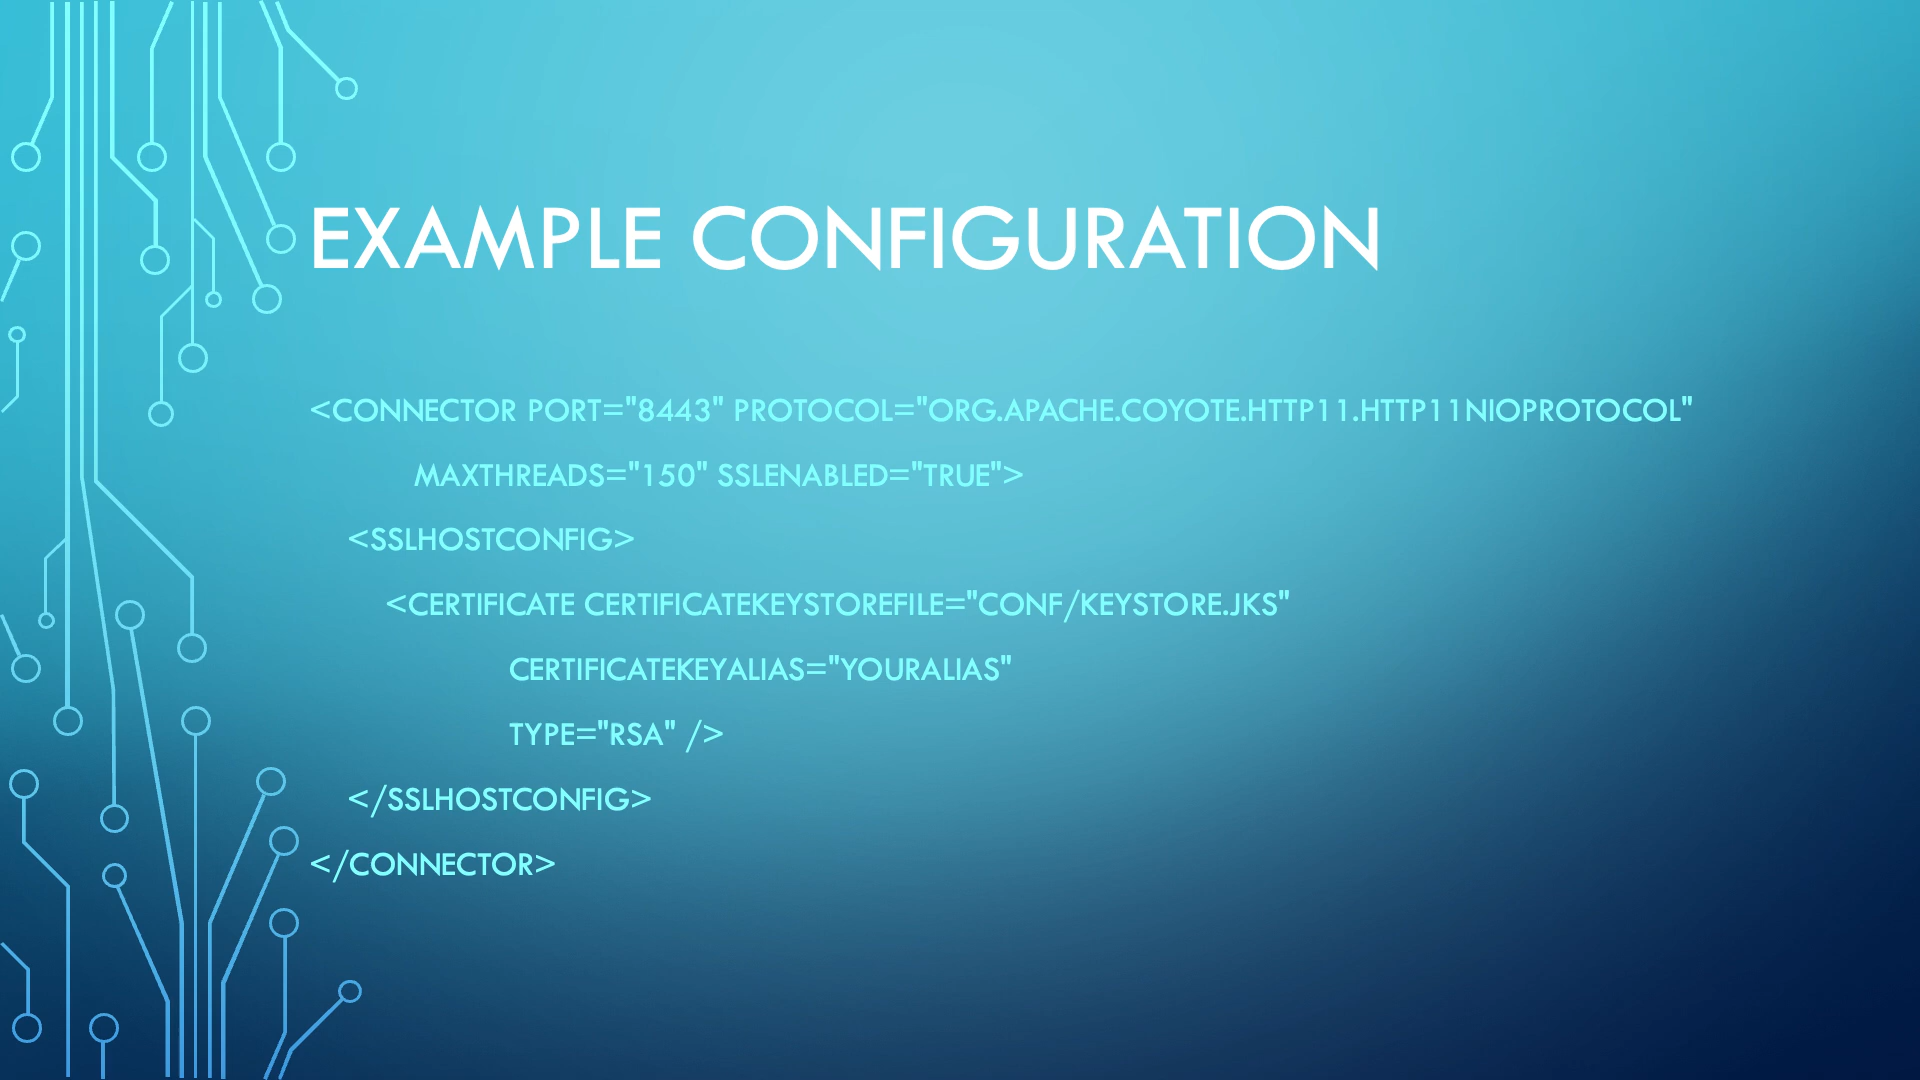 EXAMPLE CONFIGURATION
<CONNECTOR PORT="8443" PROTOCOL="ORG.APACHE.COYOTE.HTTP11.HTTP11NIOPROTOCOL"
MAXTHREADS="150" SSLENABLED="TRUE">
<SSLHOSTCONFIG>
<CERTIFICATE CERTIFICATEKEYSTOREFILE="CONF/KEYSTORE.JKS"
CERTIFICATEKEYALIAS="YOURALIAS"
TYPE="RSA" />
</SSLHOSTCONFIG>
</CONNECTOR>